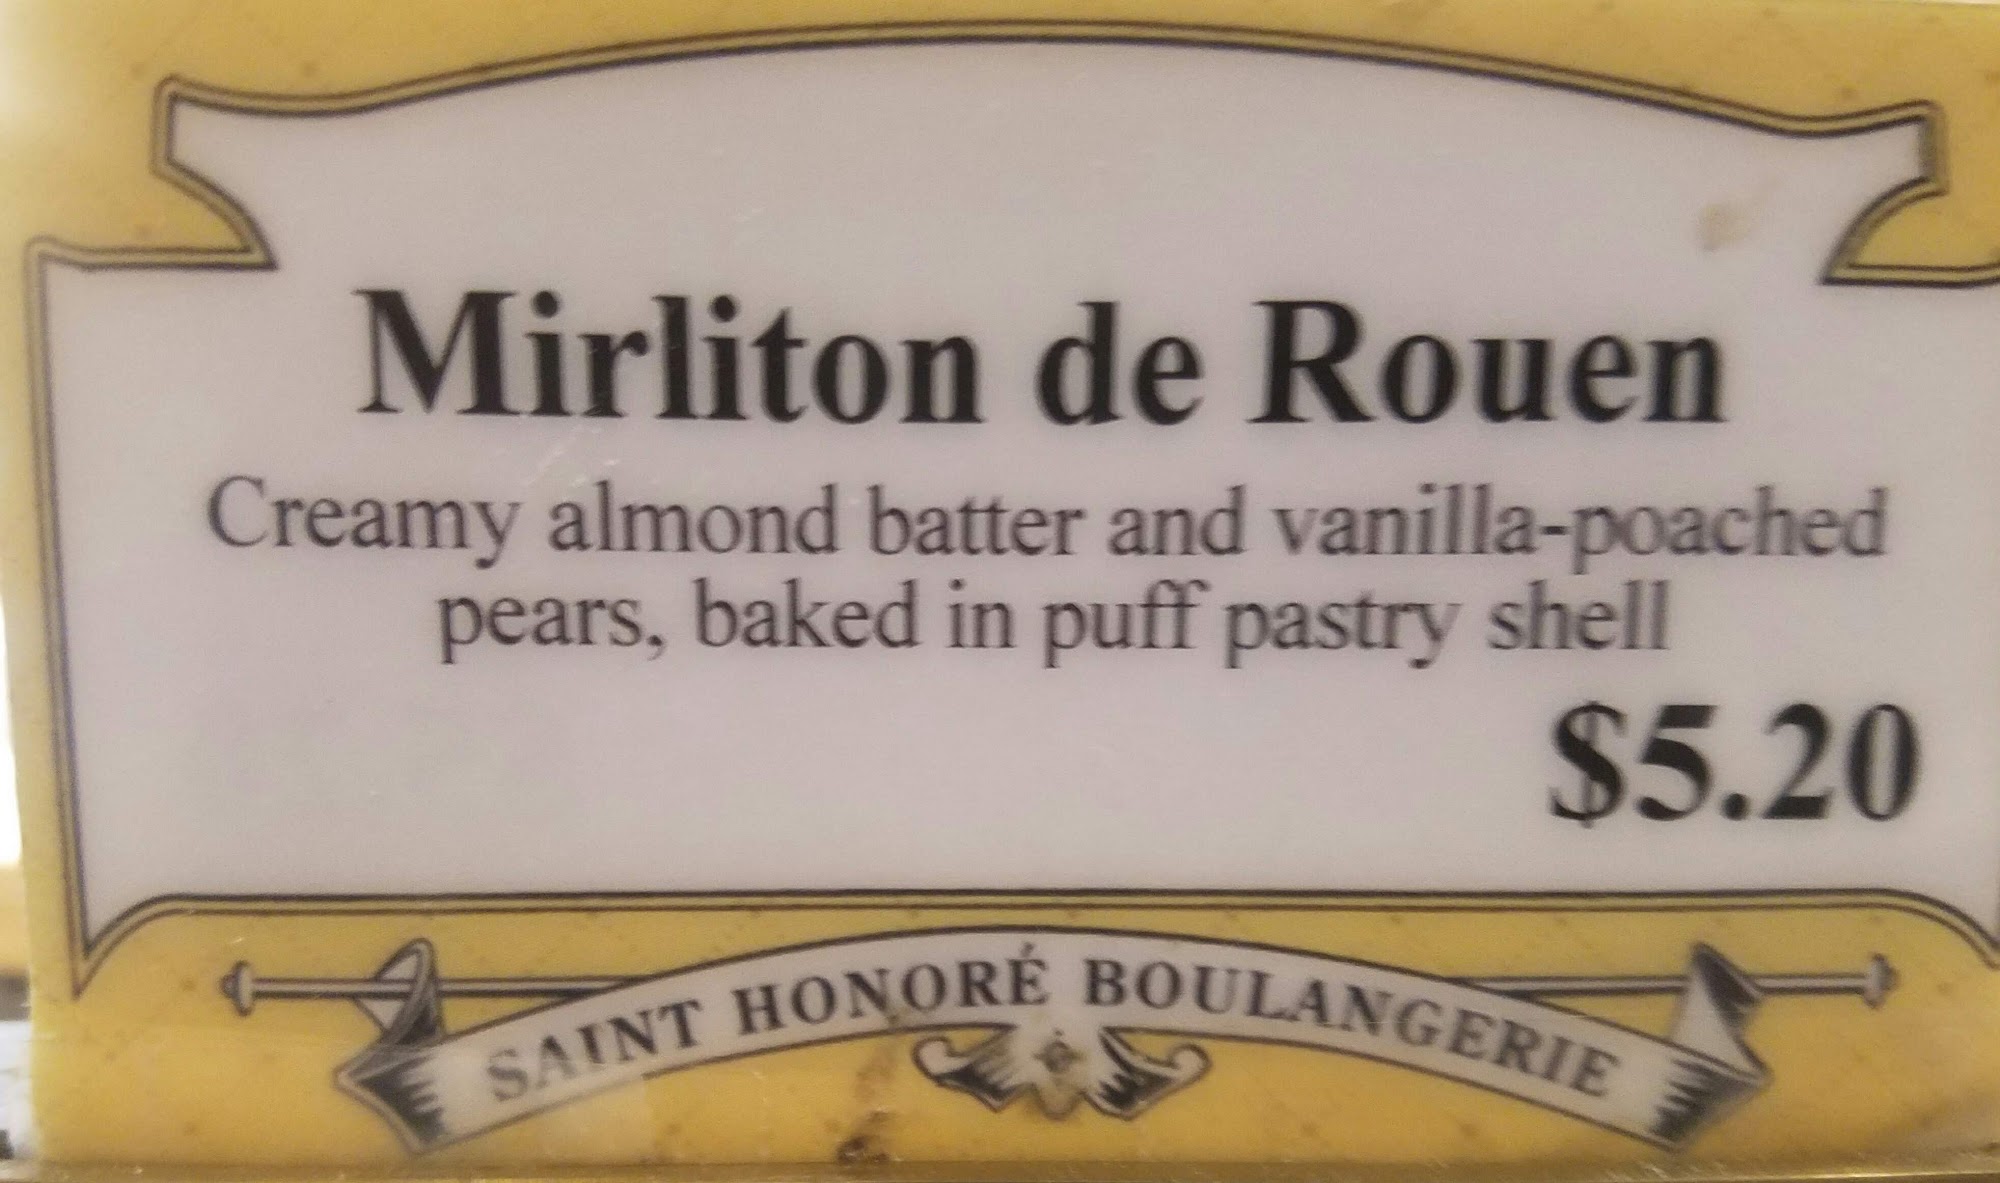 Mirliton de Rouen
Creamy almond batter and vanilla-poached
pears, baked in puff pastry shell
$5.20
SAINT HONORÉ BOULANGERIE